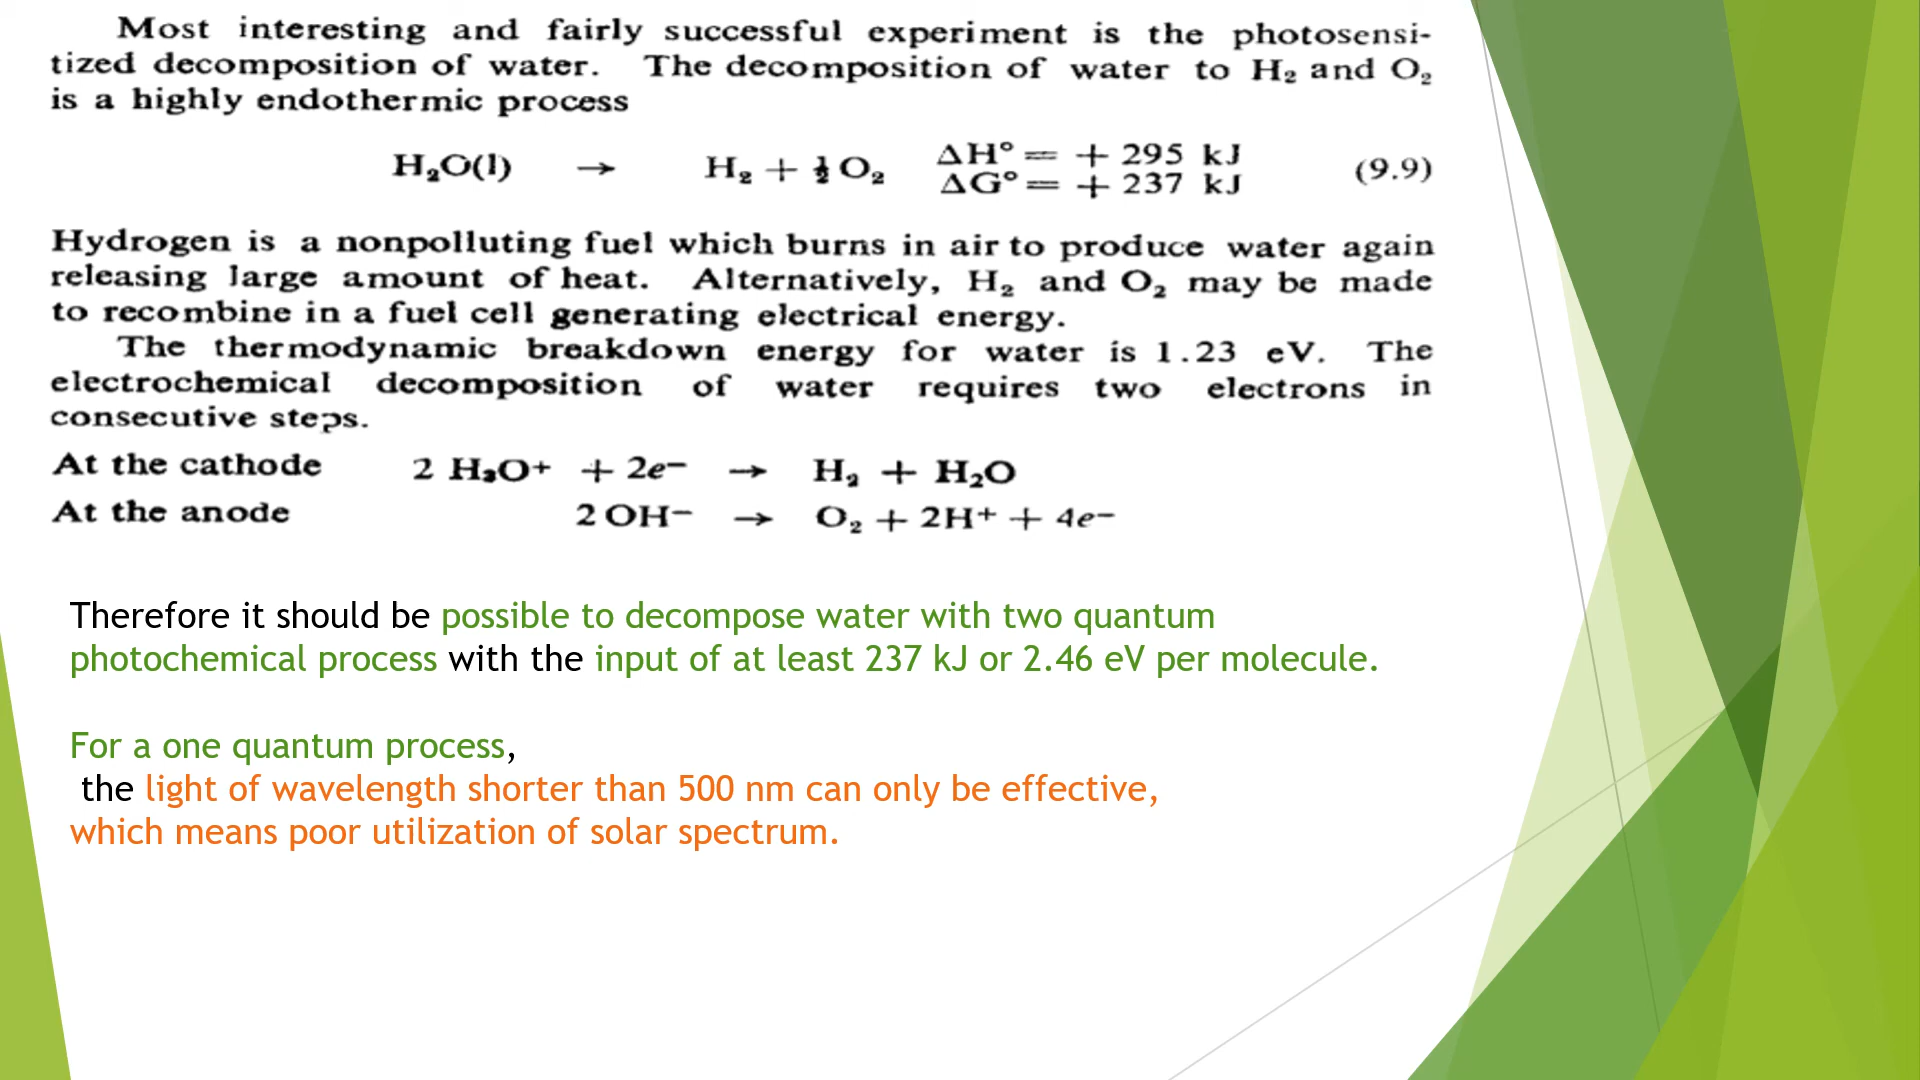 Most interesting and fairly successful experiment is the photosensi-
tized decomposition of water. The decomposition of water to H₂ and O₂
is a highly endothermic process
H₂O(l) → H₂ + ½ O₂ ΔH° = + 295 kJ
ΔG° = + 237 kJ (9.9)
Hydrogen is a nonpolluting fuel which burns in air to produce water again
releasing large amount of heat. Alternatively, H₂ and O₂ may be made
to recombine in a fuel cell generating electrical energy.
The thermodynamic breakdown energy for water is 1.23 eV. The
electrochemical decomposition of water requires two electrons in
consecutive steps.
At the cathode 2 H₃O⁺ + 2e⁻ → H₂ + H₂O
At the anode 2 OH⁻ → O₂ + 2H⁺ + 4e⁻
Therefore it should be possible to decompose water with two quantum
photochemical process with the input of at least 237 kJ or 2.46 eV per molecule.
For a one quantum process,
the light of wavelength shorter than 500 nm can only be effective,
which means poor utilization of solar spectrum.